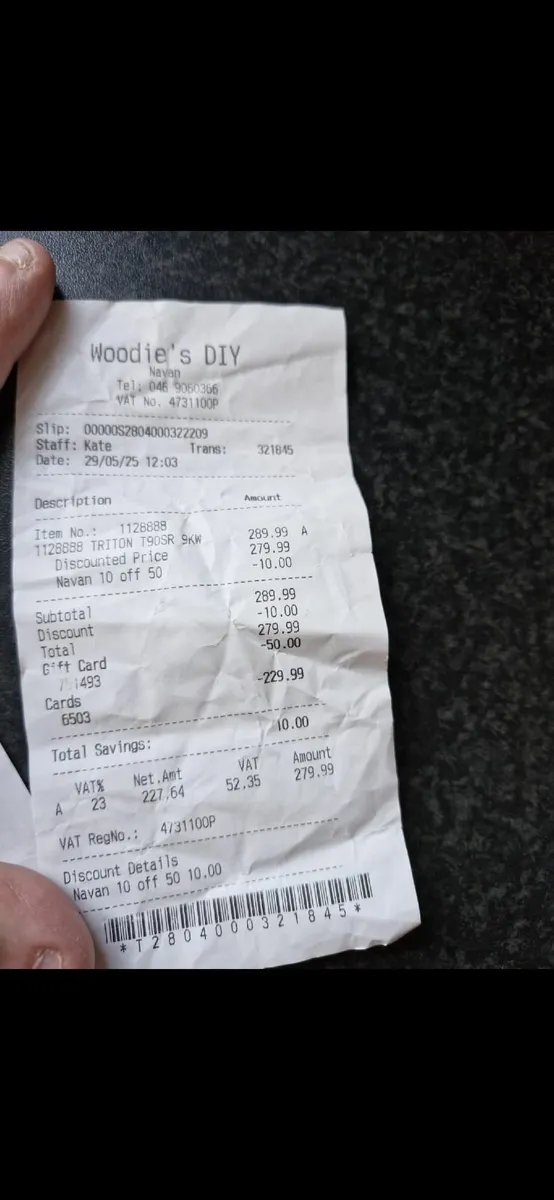 Woodie's DIY
Navan
Tel: 046 9060366
VAT No. 4731100P
Slip: 00000S2804000322209
Staff: Kate Trans: 321845
Date: 29/05/25 12:03
Description Amount
Item No.: 1128888
1128888 TRITON T90SR 9KW 289.99 A
Discounted Price 279.99
Navan 10 off 50 -10.00
Subtotal 289.99
Discount -10.00
Total 279.99
Gift Card -50.00
1493
Cards -229.99
6503
Total Savings: 10.00
VAT% Net.Amt VAT Amount
A 23 227.64 52.35 279.99
VAT RegNo.: 4731100P
Discount Details
Navan 10 off 50 10.00
*T2804000321845*